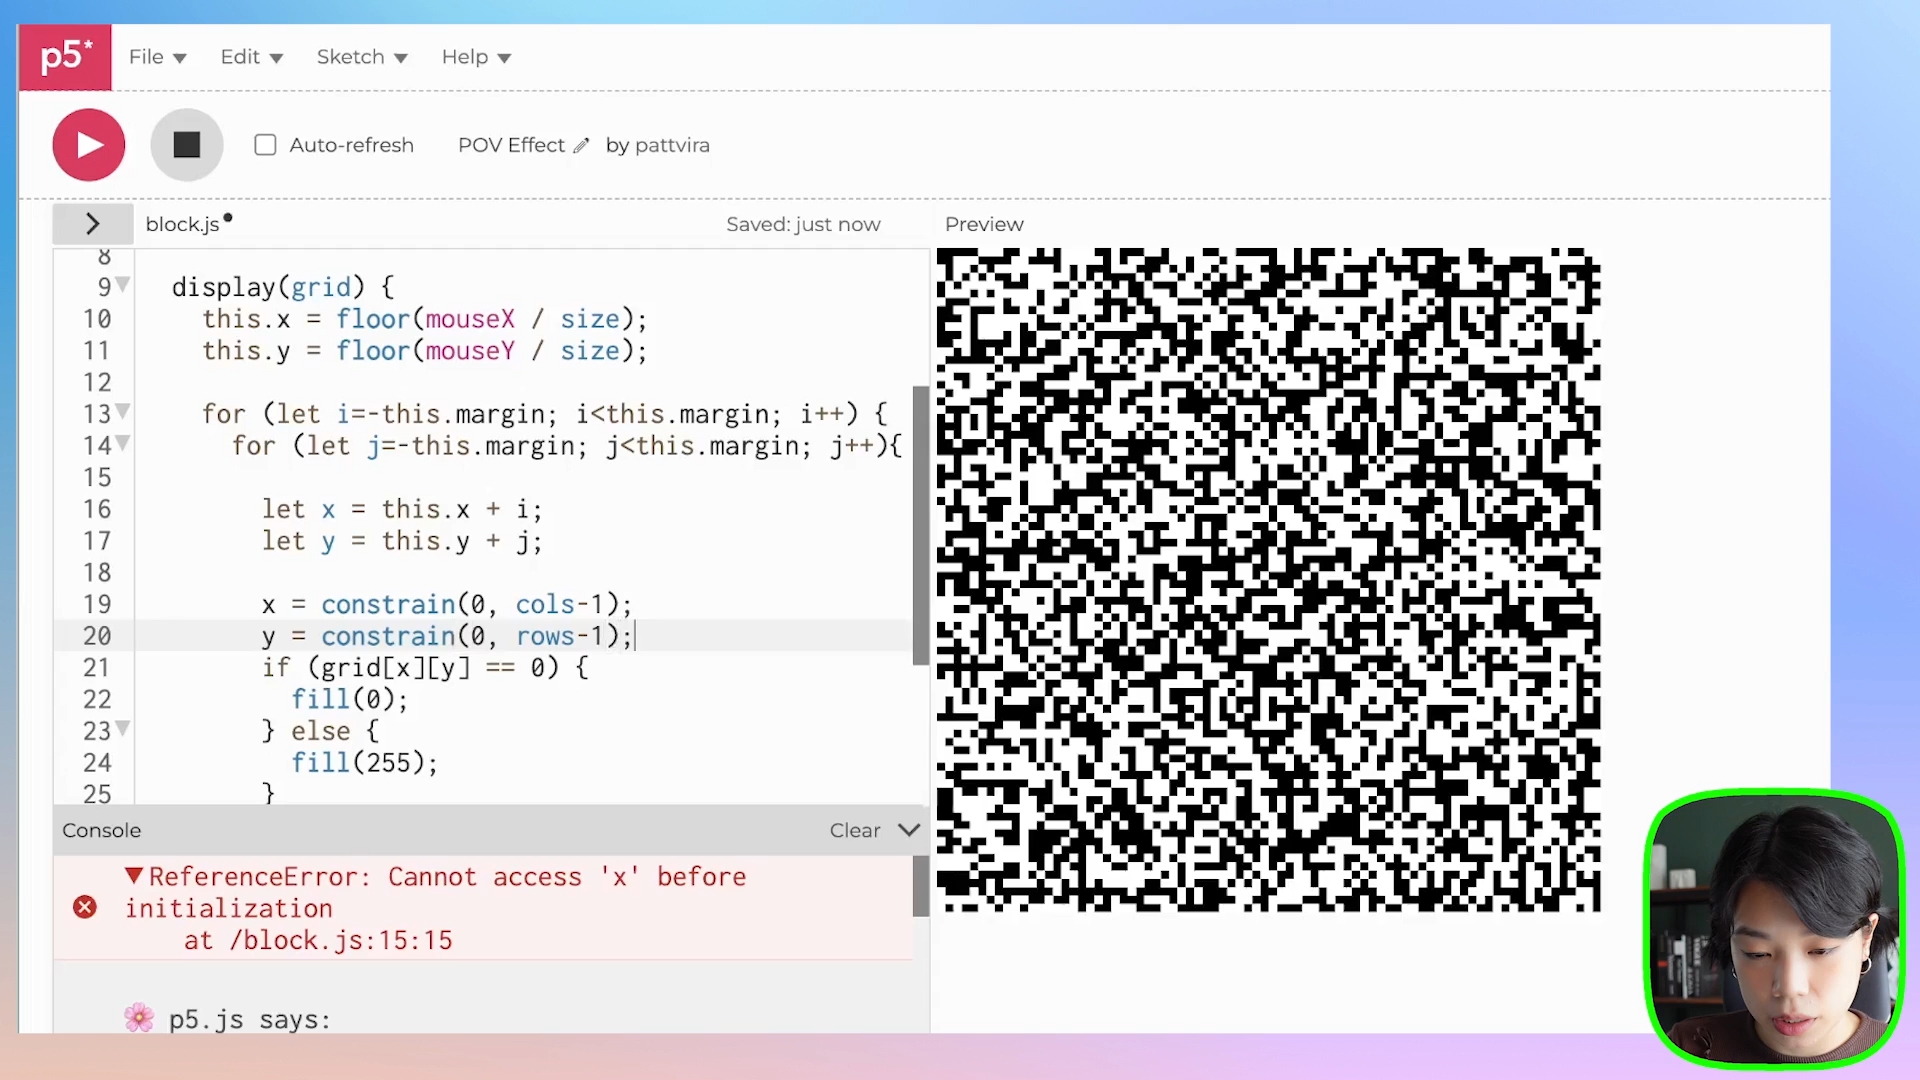 p5*
File
Edit
Sketch
Help
Auto-refresh
POV Effect
by pattvira
block.js
Saved: just now
Preview
8
9 display(grid) {
10 this.x = floor(mouseX / size);
11 this.y = floor(mouseY / size);
12
13 for (let i=-this.margin; i<this.margin; i++) {
14 for (let j=-this.margin; j<this.margin; j++){
15
16 let x = this.x + i;
17 let y = this.y + j;
18
19 x = constrain(0, cols-1);
20 y = constrain(0, rows-1);
21 if (grid[x][y] == 0) {
22 fill(0);
23 } else {
24 fill(255);
25 }
Console
Clear
ReferenceError: Cannot access 'x' before
initialization
at /block.js:15:15
🌸 p5.js says: